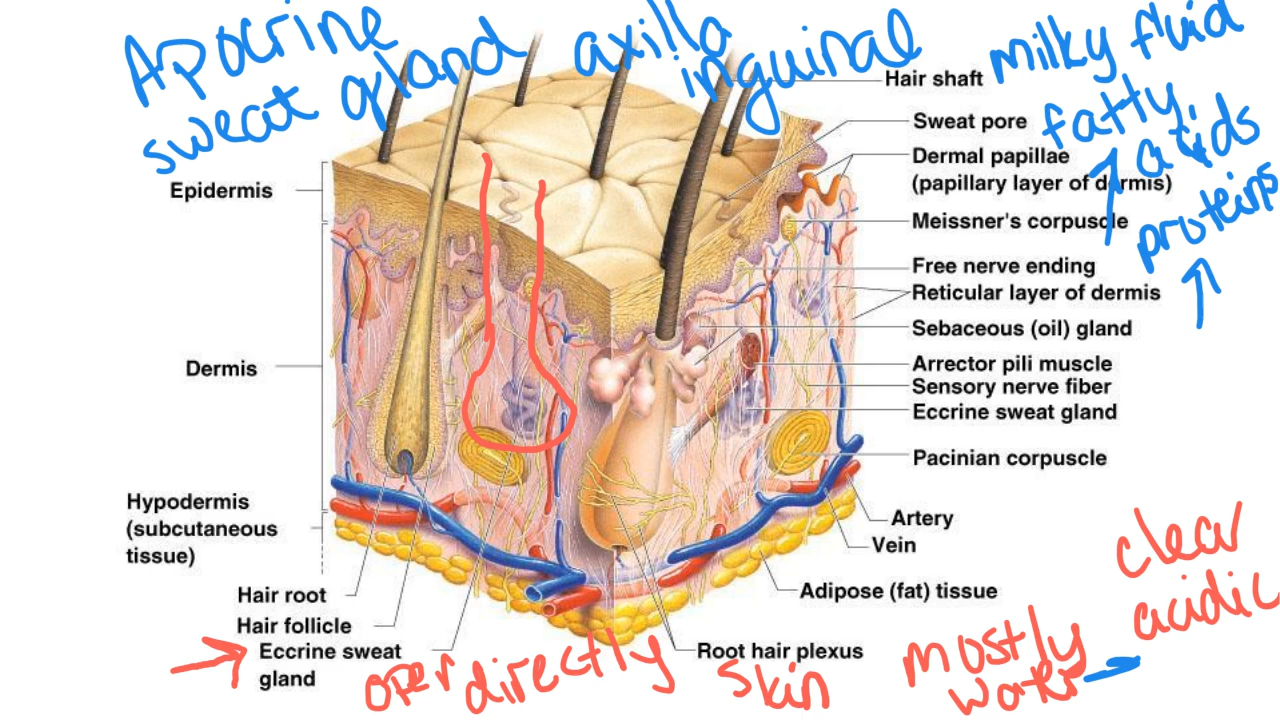 Apocrine
sweat gland
axilla
inguinal
milky fluid
fatty
acids
proteins
Hair shaft
Sweat pore
Dermal papillae
(papillary layer of dermis)
Meissner's corpuscle
Free nerve ending
Reticular layer of dermis
Sebaceous (oil) gland
Arrector pili muscle
Sensory nerve fiber
Eccrine sweat gland
Pacinian corpuscle
Artery
Vein
Adipose (fat) tissue
Root hair plexus
Epidermis
Dermis
Hypodermis
(subcutaneous
tissue)
Hair root
Hair follicle
Eccrine sweat
gland
open directly skin
mostly
water
clear
acidic